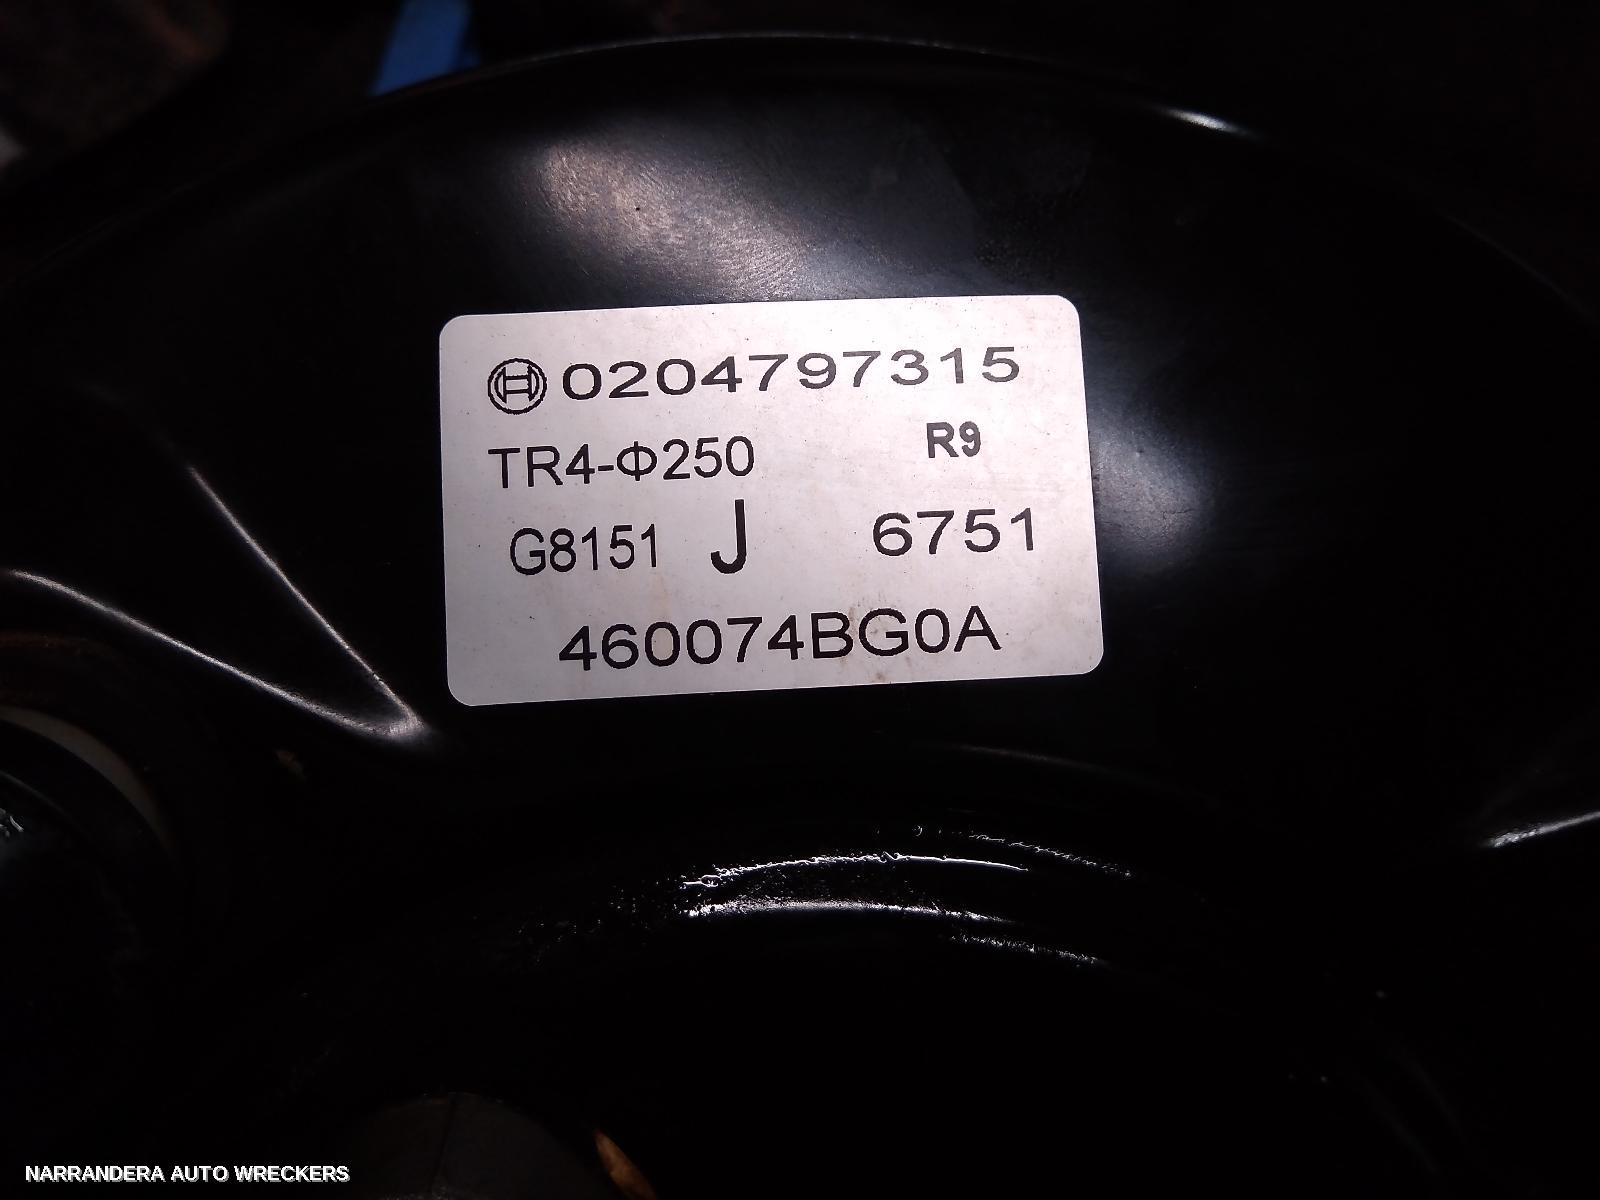 0204797315
TR4-Φ250 R9
G8151 J 6751
460074BG0A
NARRANDERA AUTO WRECKERS